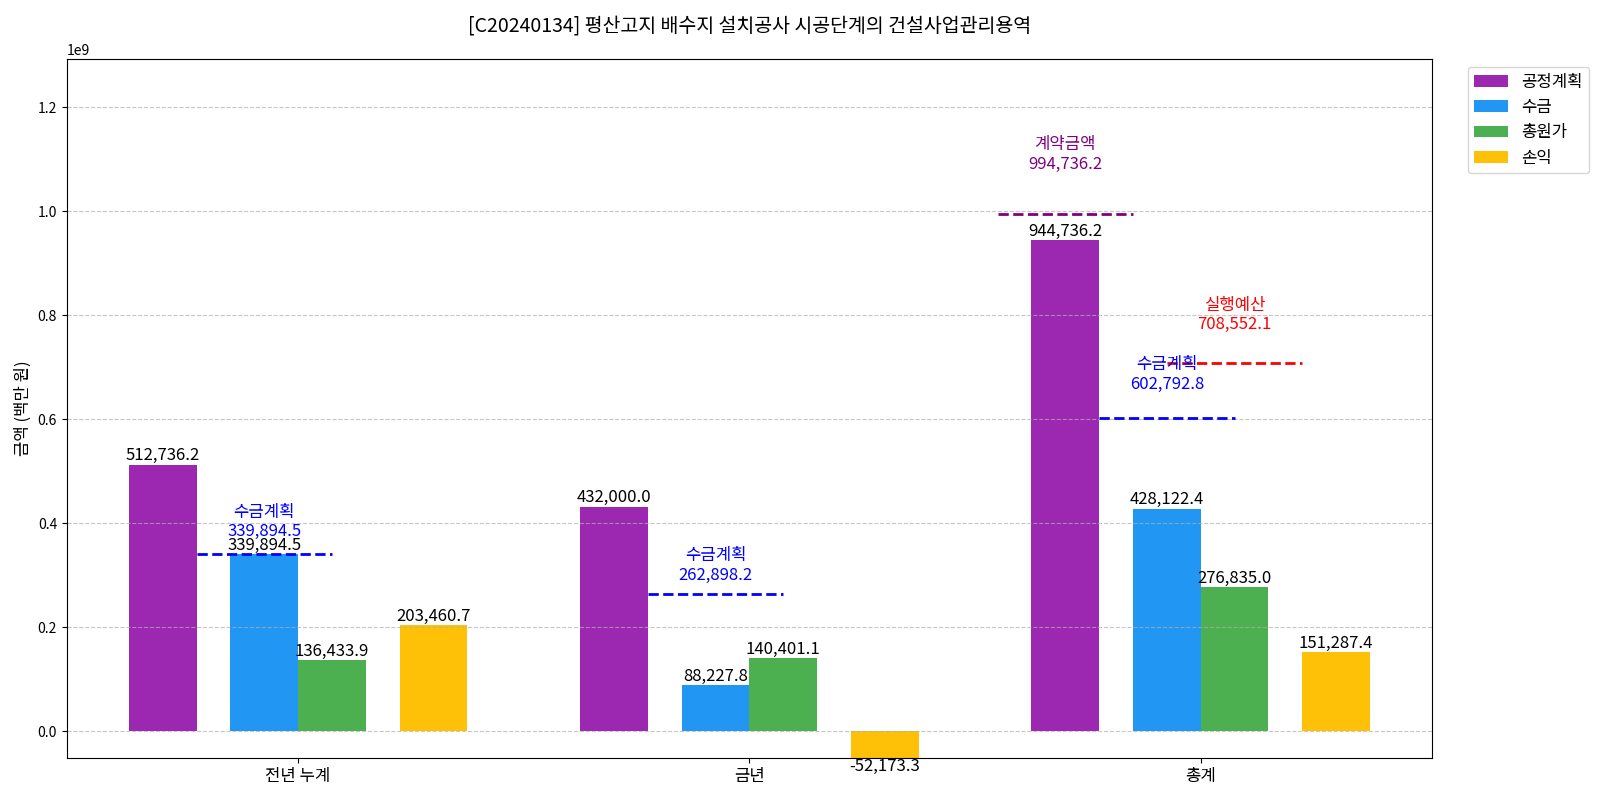 [C20240134] 평산고지 배수지 설치공사 시공단계의 건설사업관리용역
1e9
공정계획
수금
총원가
손익
1.2
1.0
0.8
0.6
0.4
0.2
0.0
금액 (백만 원)
512,736.2
수금계획
339,894.5
339,894.5
136,433.9
203,460.7
432,000.0
수금계획
262,898.2
88,227.8
140,401.1
-52,173.3
계약금액
994,736.2
944,736.2
실행예산
708,552.1
수금계획
602,792.8
428,122.4
276,835.0
151,287.4
전년 누계
금년
총계